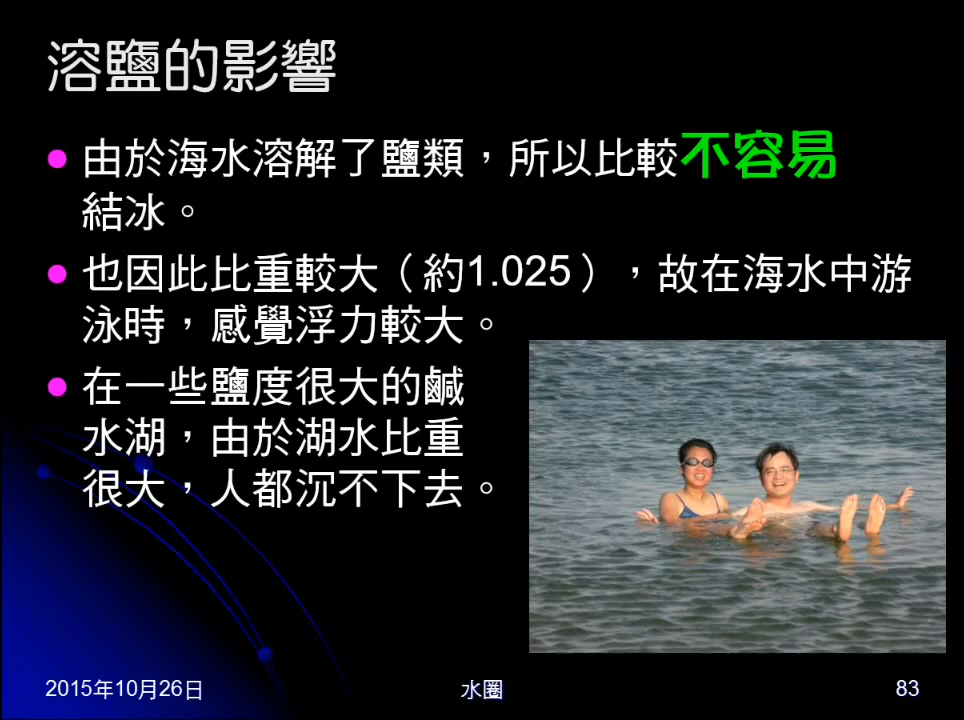 溶鹽的影響
由於海水溶解了鹽類，所以比較不容易
結冰。
也因此比重較大（約1.025），故在海水中游
泳時，感覺浮力較大。
在一些鹽度很大的鹹
水湖，由於湖水比重
很大，人都沉不下去。
2015年10月26日
水圈
83